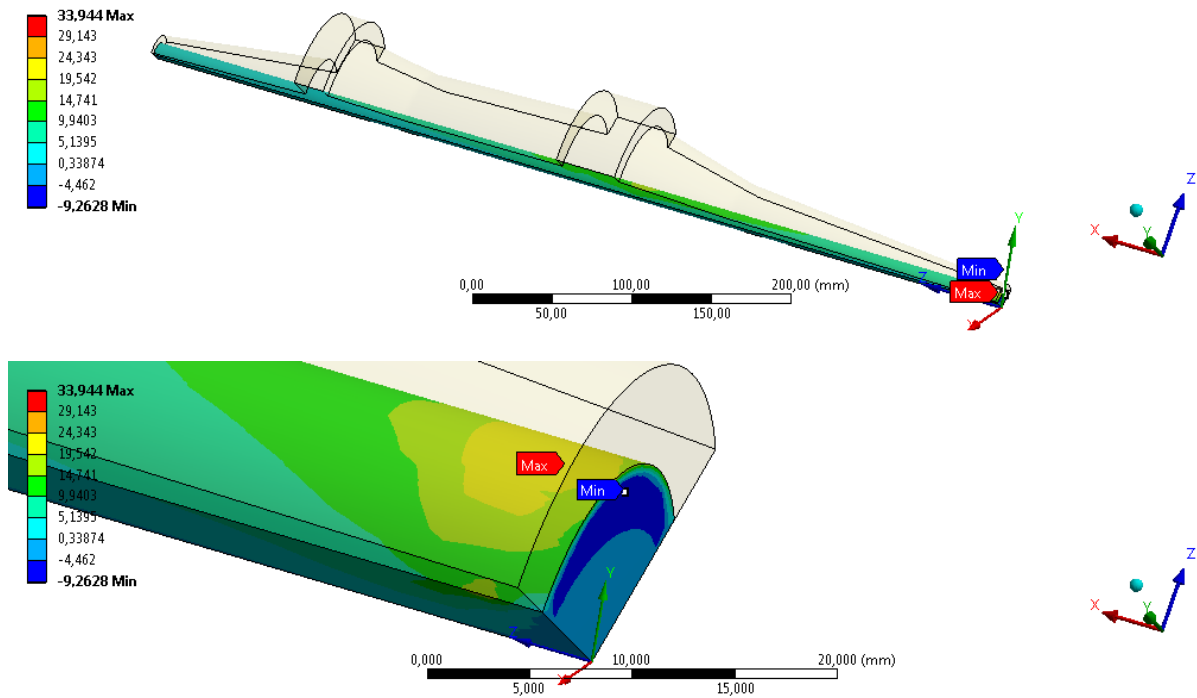 33,944 Max
29,143
24,343
19,542
14,741
9,9403
5,1395
0,33874
-4,462
-9,2628 Min
Z
X
Y
Y
Min
Z
Max
X
0,00 100,00 200,00 (mm)
50,00 150,00
33,944 Max
29,143
24,343
19,542
14,741
9,9403
5,1395
0,33874
-4,462
-9,2628 Min
Max
Min
Y
Z
Z
X
Y
0,000 10,000 20,000 (mm)
5,000 15,000